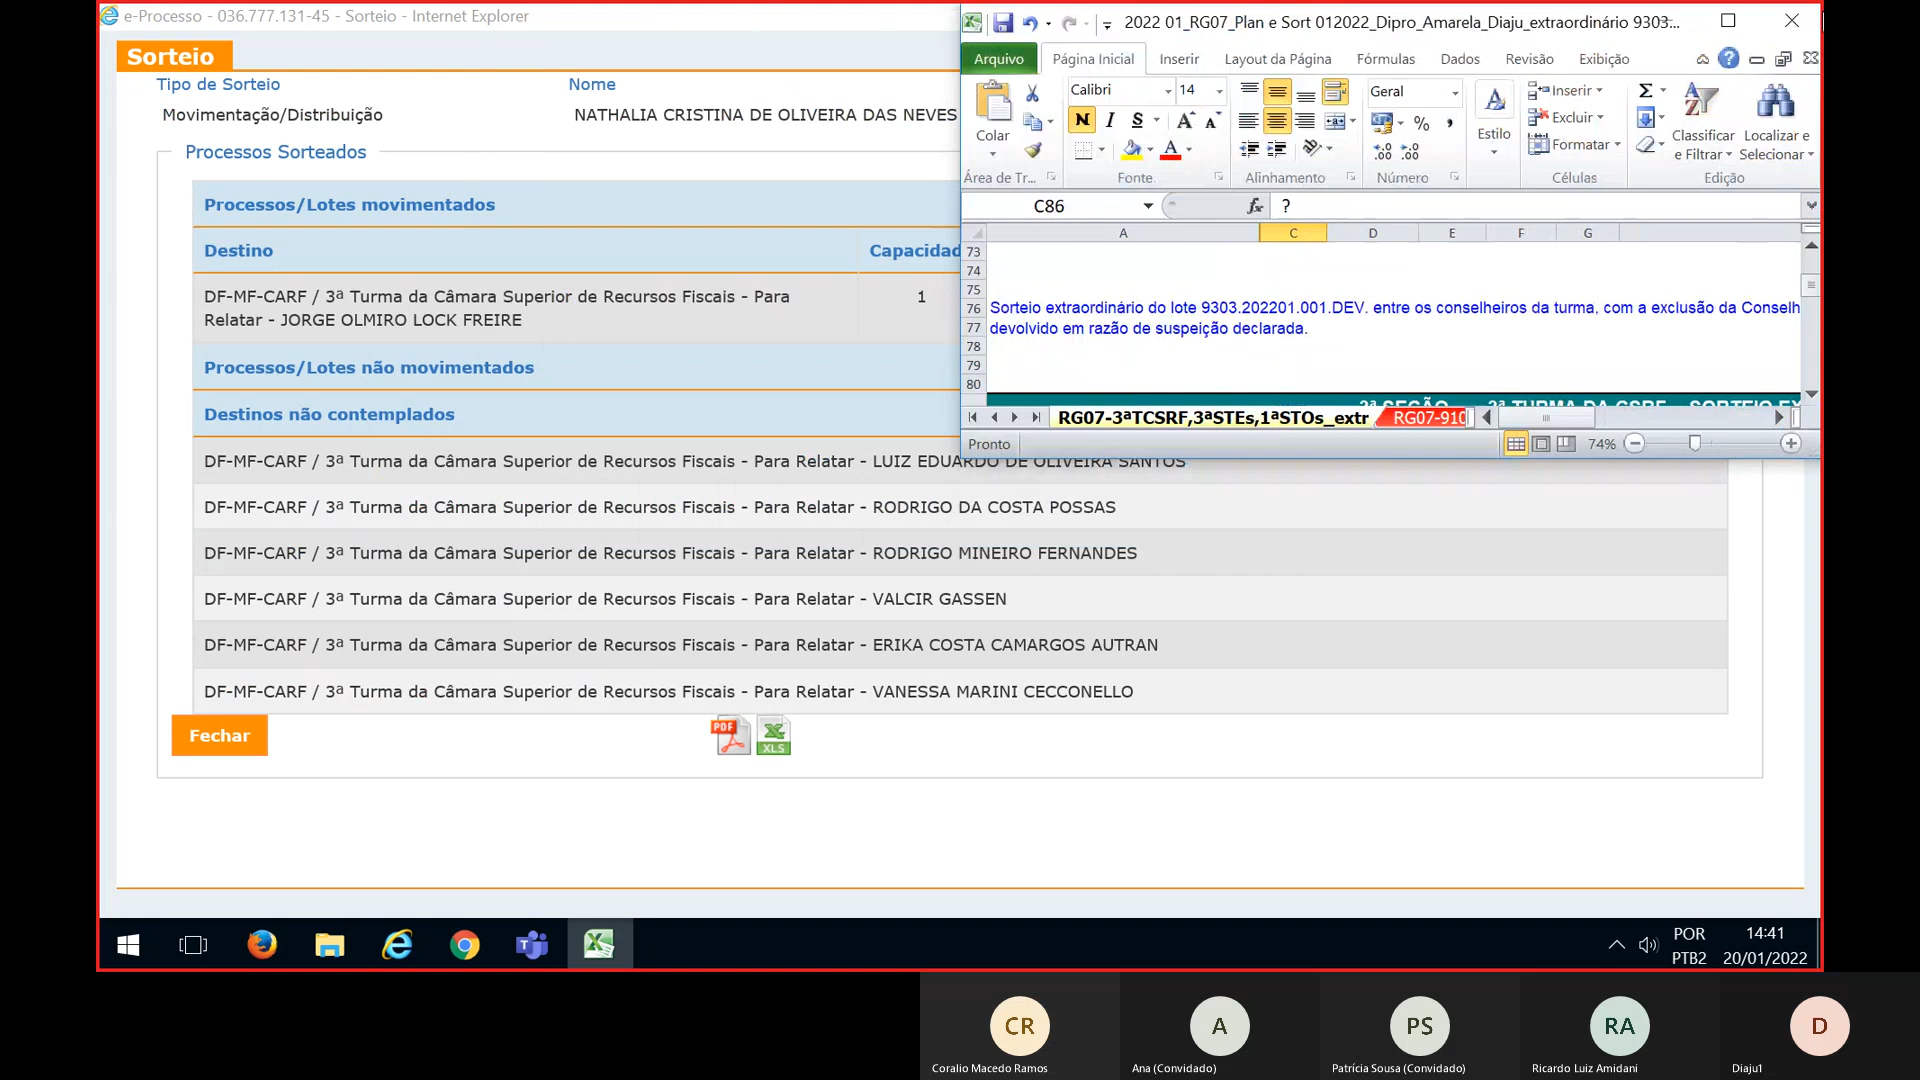 e-Processo - 036.777.131-45 - Sorteio - Internet Explorer
Sorteio
Tipo de Sorteio
Nome
Movimentação/Distribuição
NATHALIA CRISTINA DE OLIVEIRA DAS NEVES
Processos Sorteados
Processos/Lotes movimentados
Destino
Capacidad
DF-MF-CARF / 3ª Turma da Câmara Superior de Recursos Fiscais - Para
Relatar - JORGE OLMIRO LOCK FREIRE
1
Processos/Lotes não movimentados
Destinos não contemplados
DF-MF-CARF / 3ª Turma da Câmara Superior de Recursos Fiscais - Para Relatar - LUIZ EDUARDO DE OLIVEIRA SANTOS
DF-MF-CARF / 3ª Turma da Câmara Superior de Recursos Fiscais - Para Relatar - RODRIGO DA COSTA POSSAS
DF-MF-CARF / 3ª Turma da Câmara Superior de Recursos Fiscais - Para Relatar - RODRIGO MINEIRO FERNANDES
DF-MF-CARF / 3ª Turma da Câmara Superior de Recursos Fiscais - Para Relatar - VALCIR GASSEN
DF-MF-CARF / 3ª Turma da Câmara Superior de Recursos Fiscais - Para Relatar - ERIKA COSTA CAMARGOS AUTRAN
DF-MF-CARF / 3ª Turma da Câmara Superior de Recursos Fiscais - Para Relatar - VANESSA MARINI CECCONELLO
Fechar
PDF
XLS
2022 01_RG07_Plan e Sort 012022_Dipro_Amarela_Diaju_extraordinário 9303...
Arquivo
Página Inicial
Inserir
Layout da Página
Fórmulas
Dados
Revisão
Exibição
Colar
Área de Tr...
Calibri
14
N I S
A A
A
Fonte
Alinhamento
Geral
%
,00
Número
Estilo
Inserir
Excluir
Formatar
Células
Σ
Classificar
e Filtrar
Localizar e
Selecionar
Edição
C86
fx
?
A
C
D
E
F
G
73
74
75
76
77
78
79
80
Sorteio extraordinário do lote 9303.202201.001.DEV. entre os conselheiros da turma, com a exclusão da Conselh
devolvido em razão de suspeição declarada.
3ª SEÇÃO
3ª TURMA DA CSRF
SORTEIO EX
RG07-3ªTCSRF,3ªSTEs,1ªSTOs_extr
RG07-910
Pronto
74%
POR
PTB2
14:41
20/01/2022
CR
Coralio Macedo Ramos
A
Ana (Convidado)
PS
Patrícia Sousa (Convidado)
RA
Ricardo Luiz Amidani
D
Diaju1